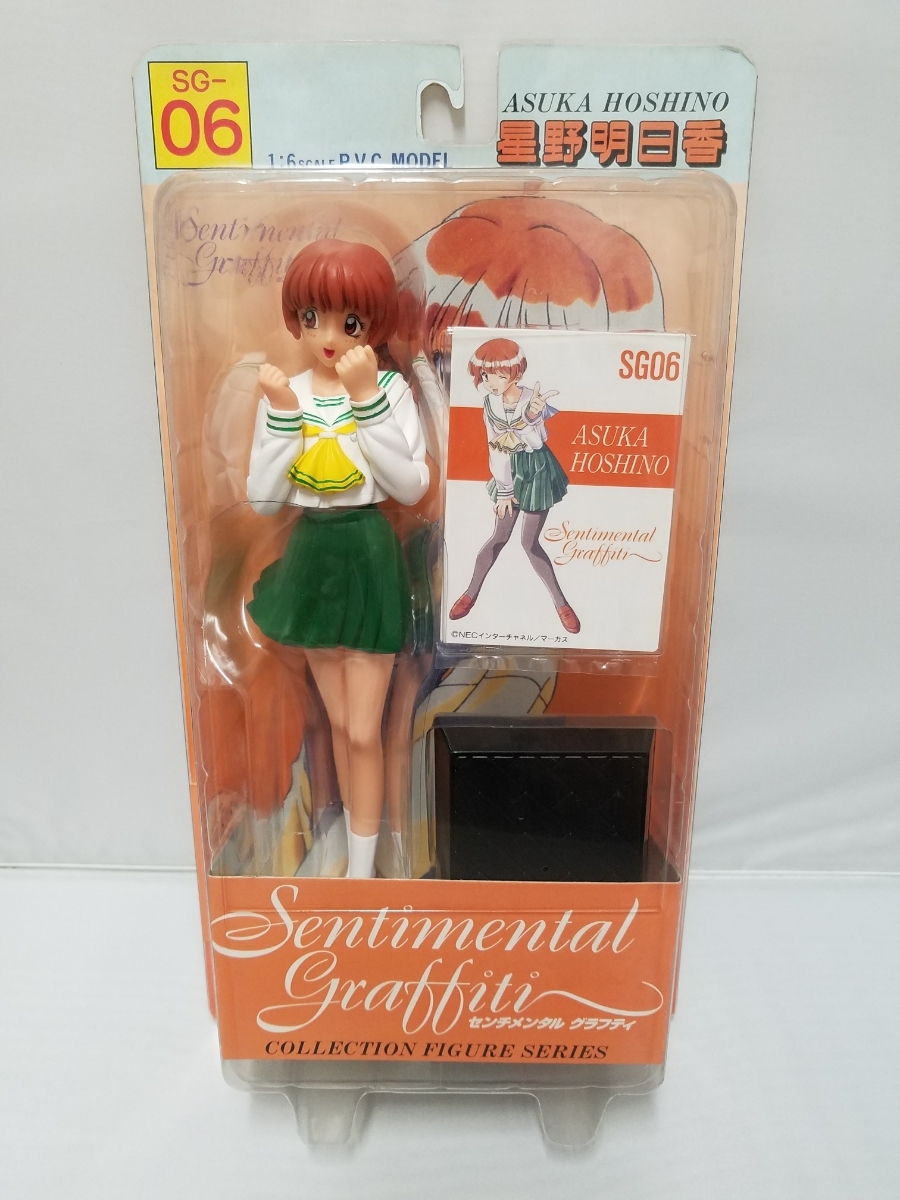 SG-
06
ASUKA HOSHINO
星野明日香
1:6 SCALE P.V.C. MODEL
Sentimental
Graffiti
SG06
ASUKA
HOSHINO
Sentimental
Graffiti
©NECインターチャネル/マーカス
Sentimental
Graffiti
センチメンタル グラフティ
COLLECTION FIGURE SERIES